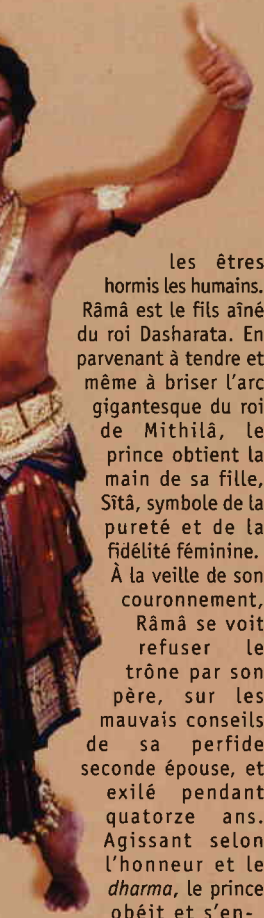 les êtres
hormis les humains.
Râmâ est le fils aîné
du roi Dasharata. En
parvenant à tendre et
même à briser l'arc
gigantesque du roi
de Mithilâ, le
prince obtient la
main de sa fille,
Sîtâ, symbole de la
pureté et de la
fidélité féminine.
À la veille de son
couronnement,
Râmâ se voit
refuser le
trône par son
père, sur les
mauvais conseils
de sa perfide
seconde épouse, et
exilé pendant
quatorze ans.
Agissant selon
l'honneur et le
dharma, le prince
obéit et s'en-